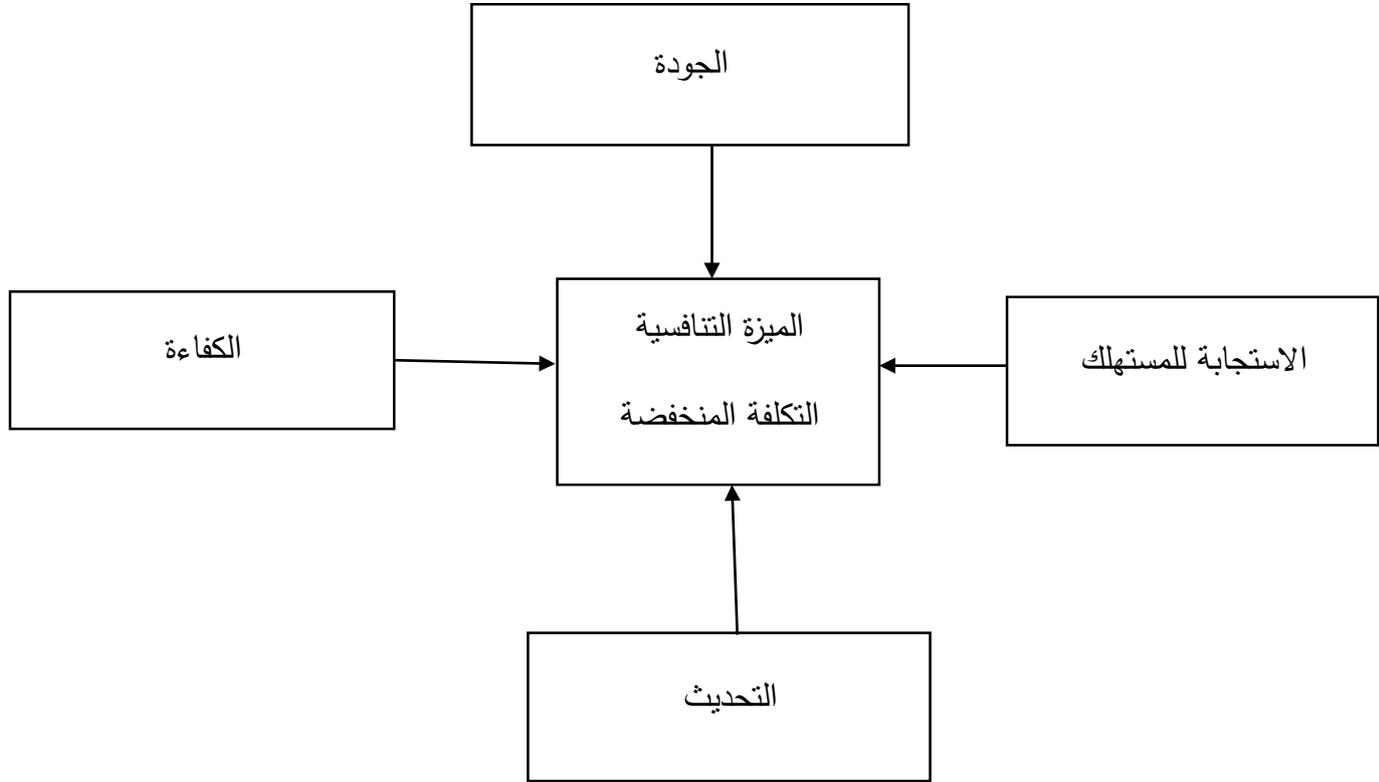 الجودة
الميزة التنافسية
التكلفة المنخفضة
الاستجابة للمستهلك
الكفاءة
التحديث